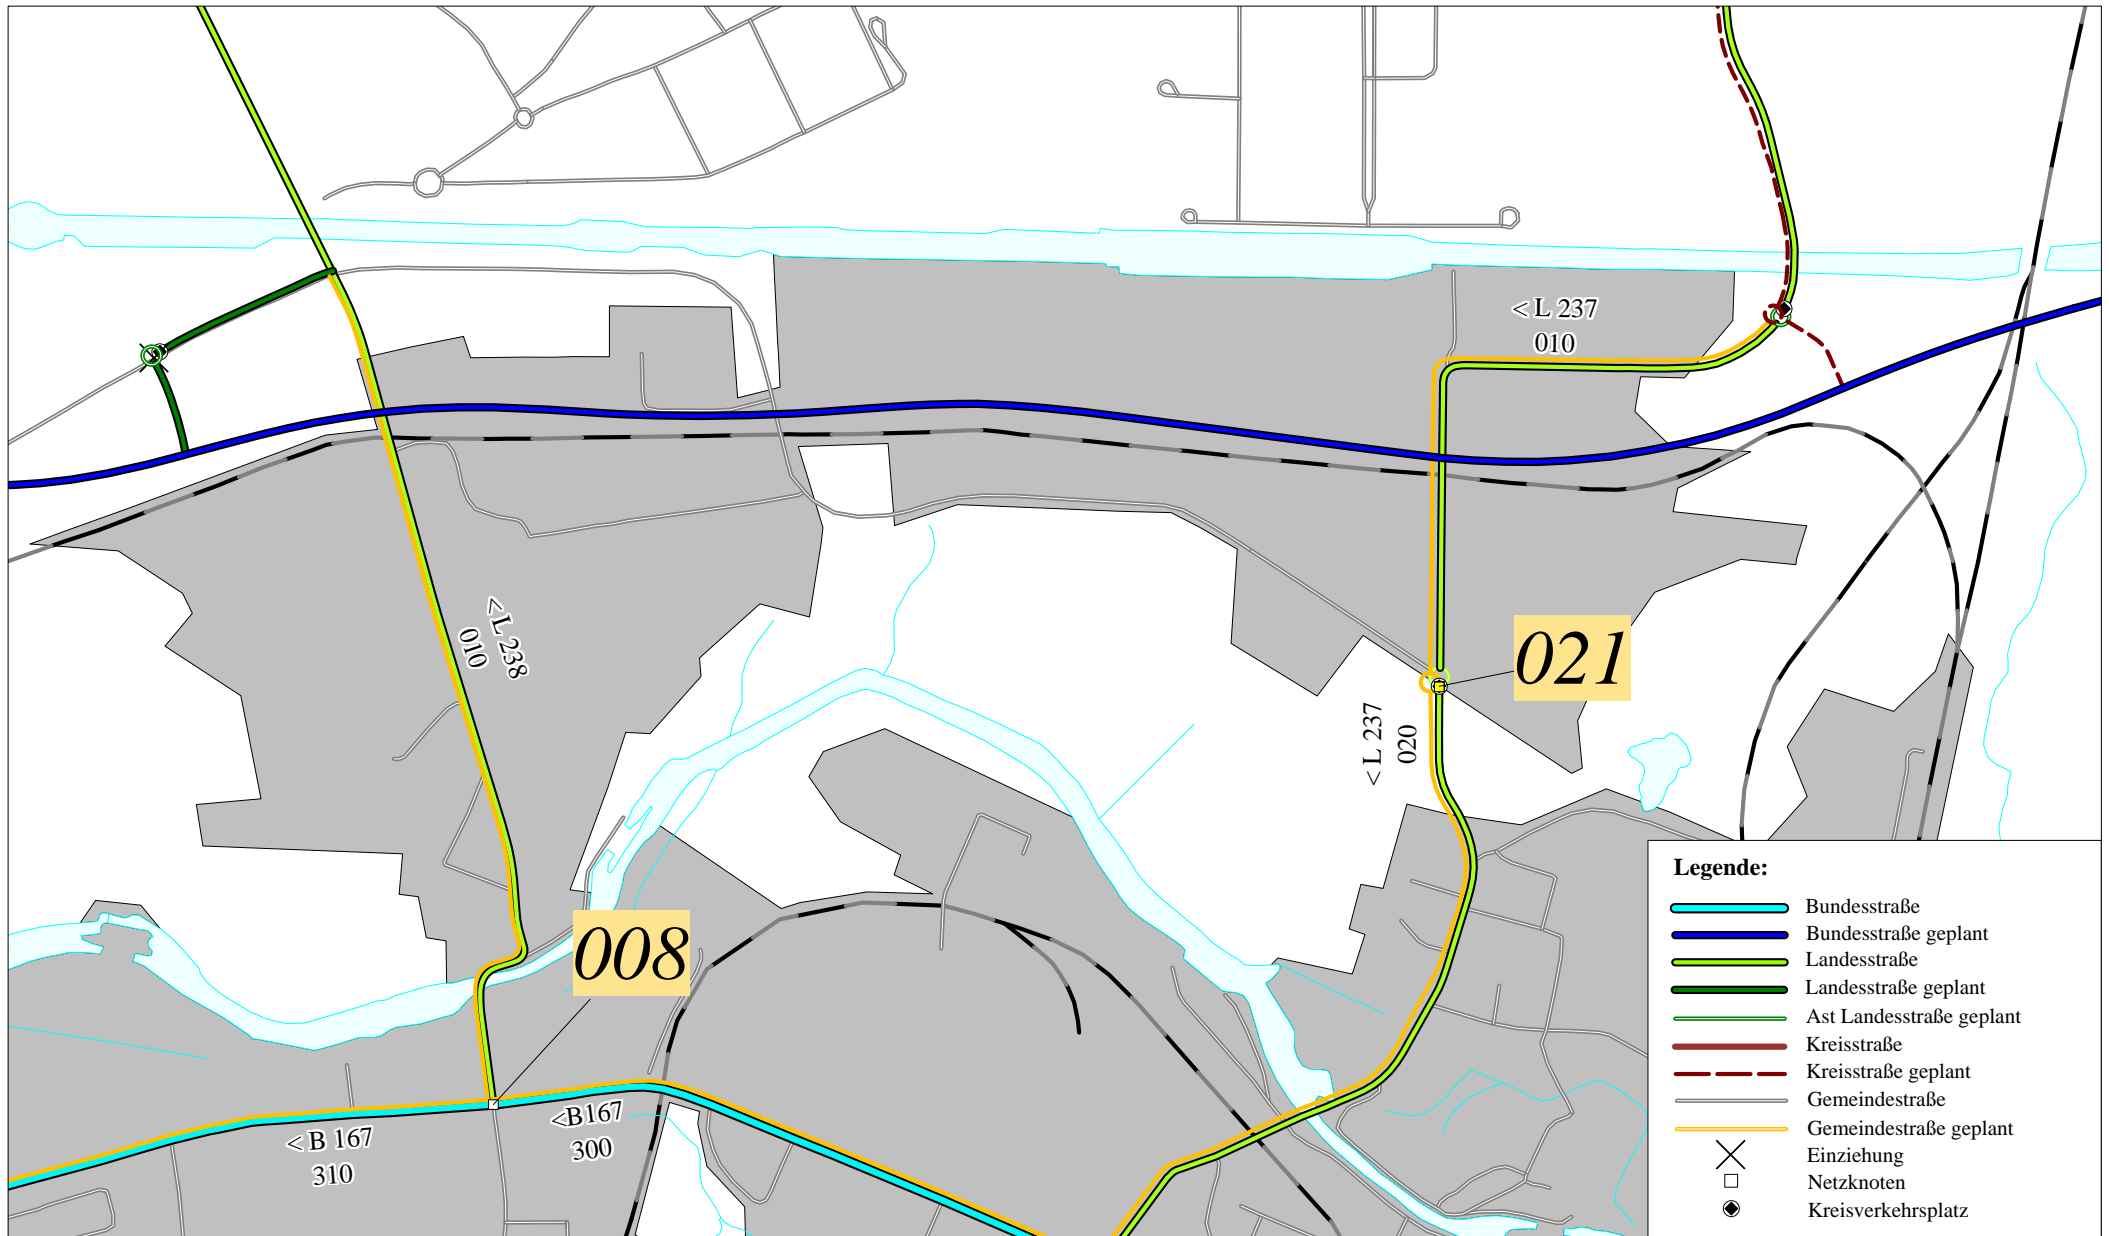 < L 237
010
< L 238
010
021
< L 237
020
008
<B167
300
< B 167
310
Legende:
Bundesstraße
Bundesstraße geplant
Landesstraße
Landesstraße geplant
Ast Landesstraße geplant
Kreisstraße
Kreisstraße geplant
Gemeindestraße
Gemeindestraße geplant
Einziehung
Netzknoten
Kreisverkehrsplatz